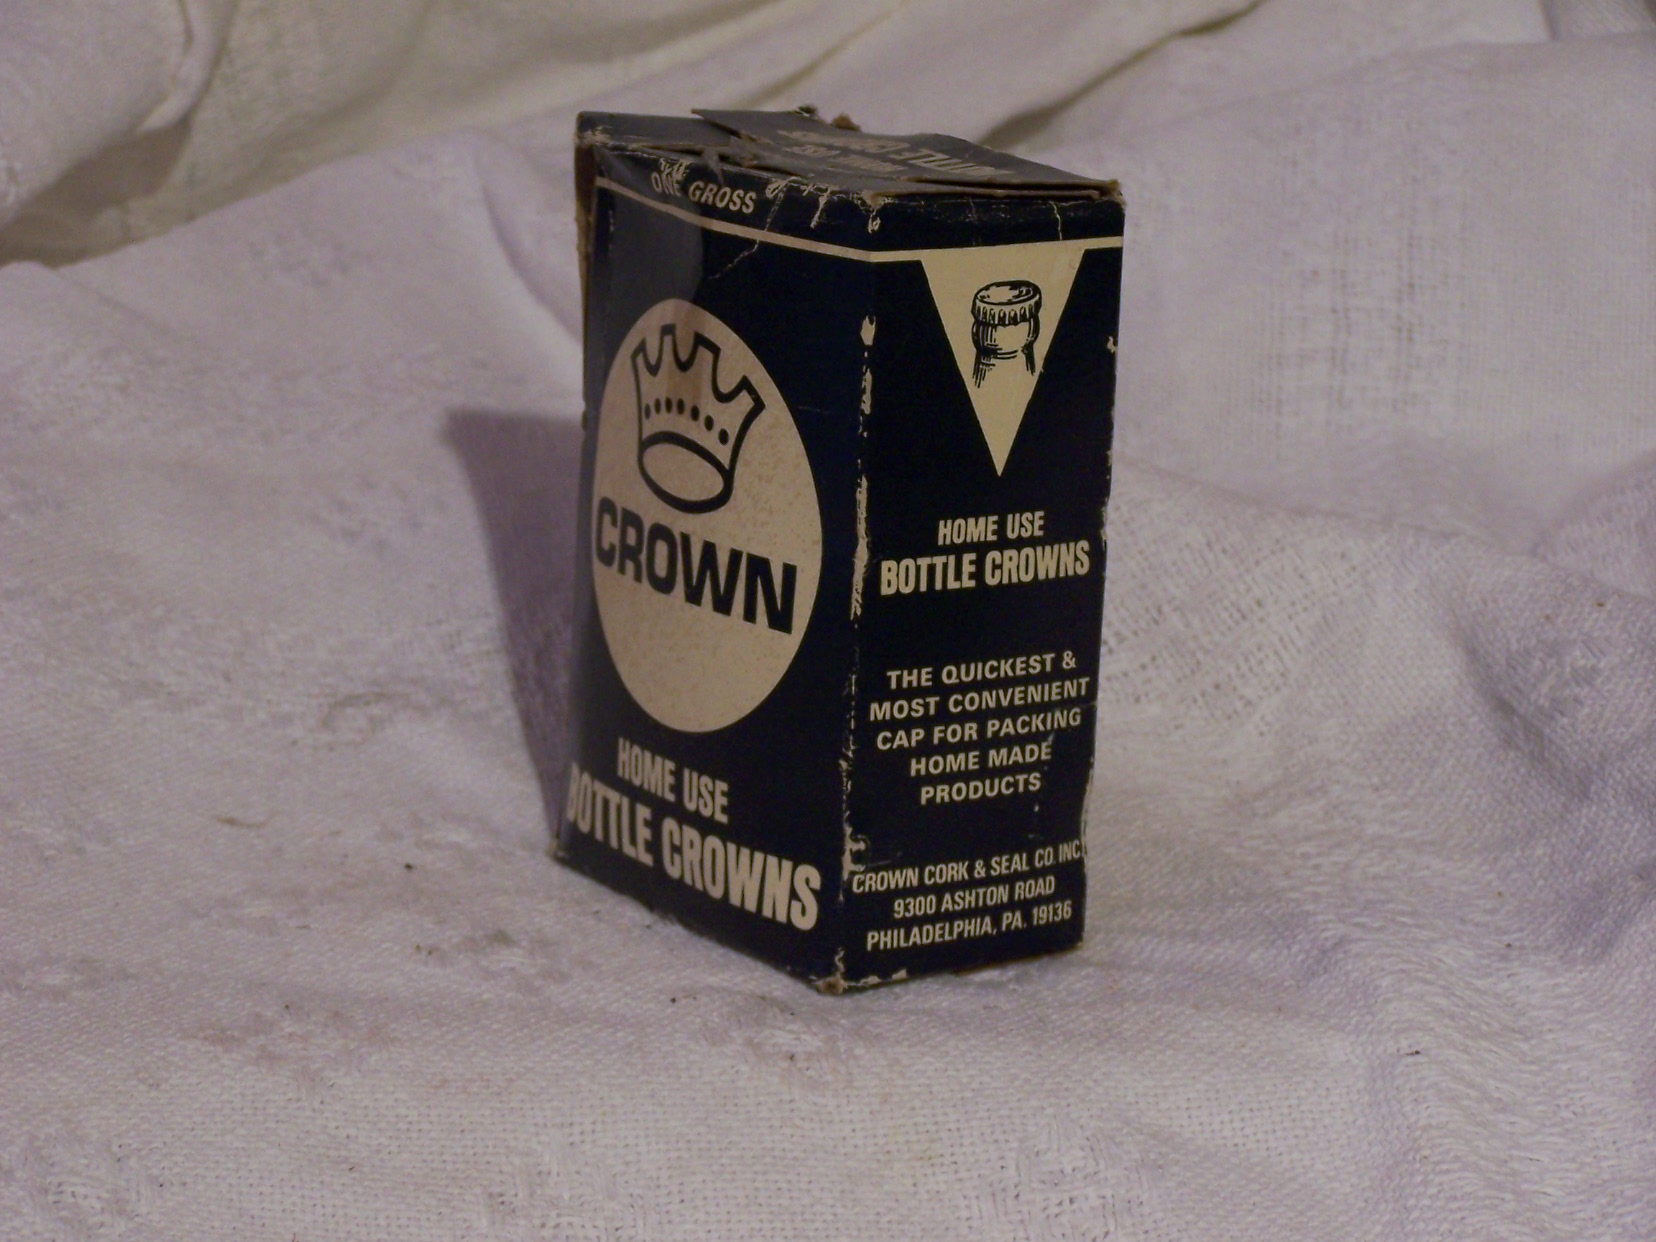 ONE GROSS
CROWN
HOME USE
BOTTLE CROWNS
HOME USE
BOTTLE CROWNS
THE QUICKEST &
MOST CONVENIENT
CAP FOR PACKING
HOME MADE
PRODUCTS
CROWN CORK & SEAL CO. INC.
9300 ASHTON ROAD
PHILADELPHIA, PA. 19136